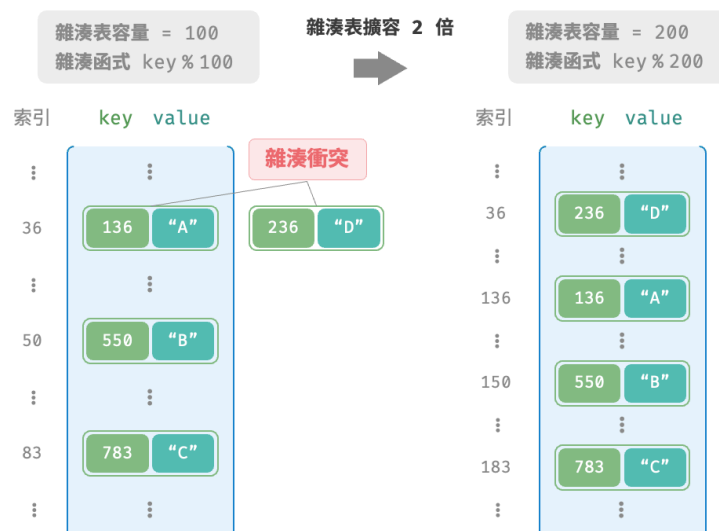 雜湊表容量 = 100
雜湊函式 key % 100
雜湊表擴容 2 倍
雜湊表容量 = 200
雜湊函式 key % 200
索引 key value
雜湊衝突
36 136 “A” 236 “D”
50 550 “B”
83 783 “C”
索引 key value
36 236 “D”
136 136 “A”
150 550 “B”
183 783 “C”